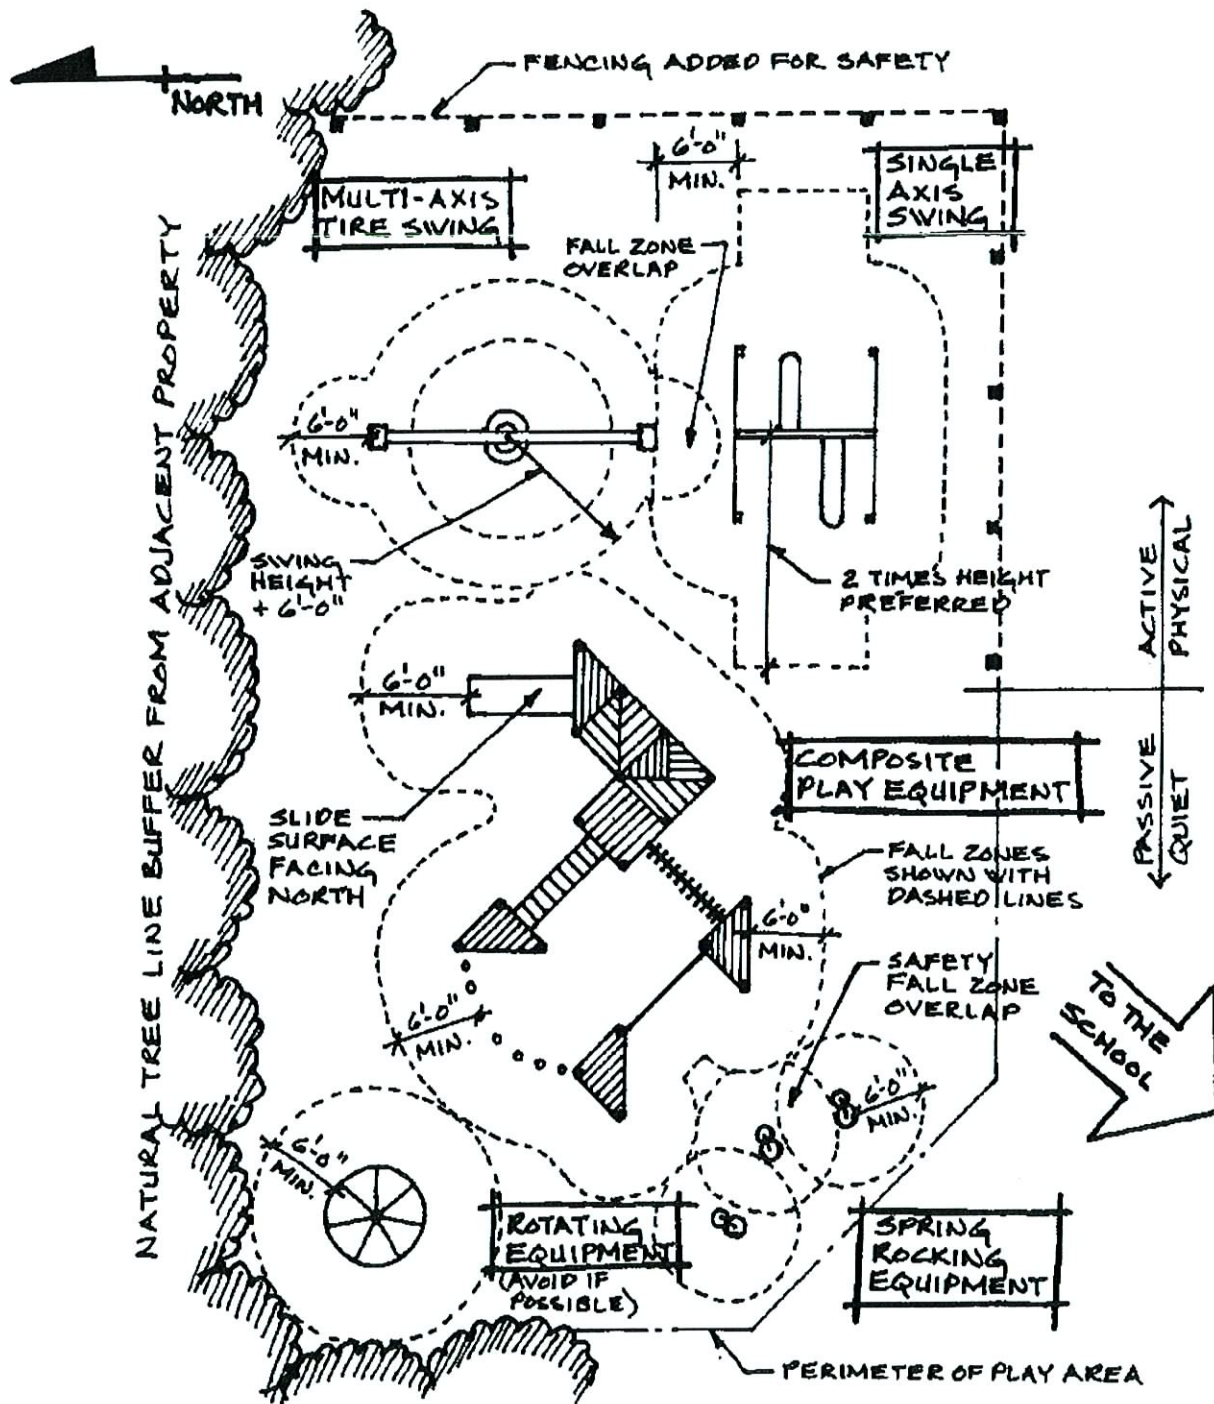 FENCING ADDED FOR SAFETY
NORTH
6'-0"
MIN.
SINGLE
AXIS
SWING
MULTI-AXIS
TIRE SWING
FALL ZONE
OVERLAP
NATURAL TREE LINE BUFFER FROM ADJACENT PROPERTY
6'-0"
MIN.
SWING
HEIGHT
+ 6'-0"
2 TIMES HEIGHT
PREFERRED
ACTIVE
PHYSICAL
6'-0"
MIN.
COMPOSITE
PLAY EQUIPMENT
PASSIVE
QUIET
SLIDE
SURFACE
FACING
NORTH
FALL ZONES
SHOWN WITH
DASHED LINES
6'-0"
MIN.
SAFETY
FALL ZONE
OVERLAP
TO THE
SCHOOL
6'-0"
MIN.
6'-0"
MIN.
6'-0"
MIN.
ROTATING
EQUIPMENT
(AVOID IF
POSSIBLE)
SPRING
ROCKING
EQUIPMENT
PERIMETER OF PLAY AREA